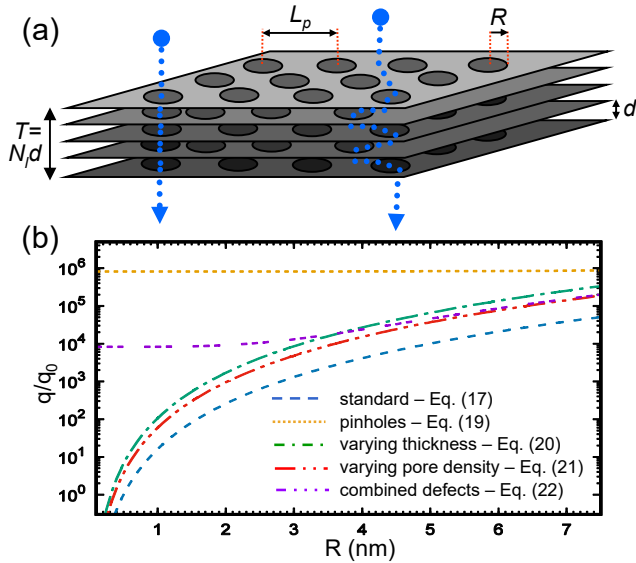 (a)
L_p
R
T=
N_l d
d
(b)
q/q_0
10^6
10^5
10^4
10^3
10^2
10^1
10^0
standard – Eq. (17)
pinholes – Eq. (19)
varying thickness – Eq. (20)
varying pore density – Eq. (21)
combined defects – Eq. (22)
1 2 3 4 5 6 7
R (nm)